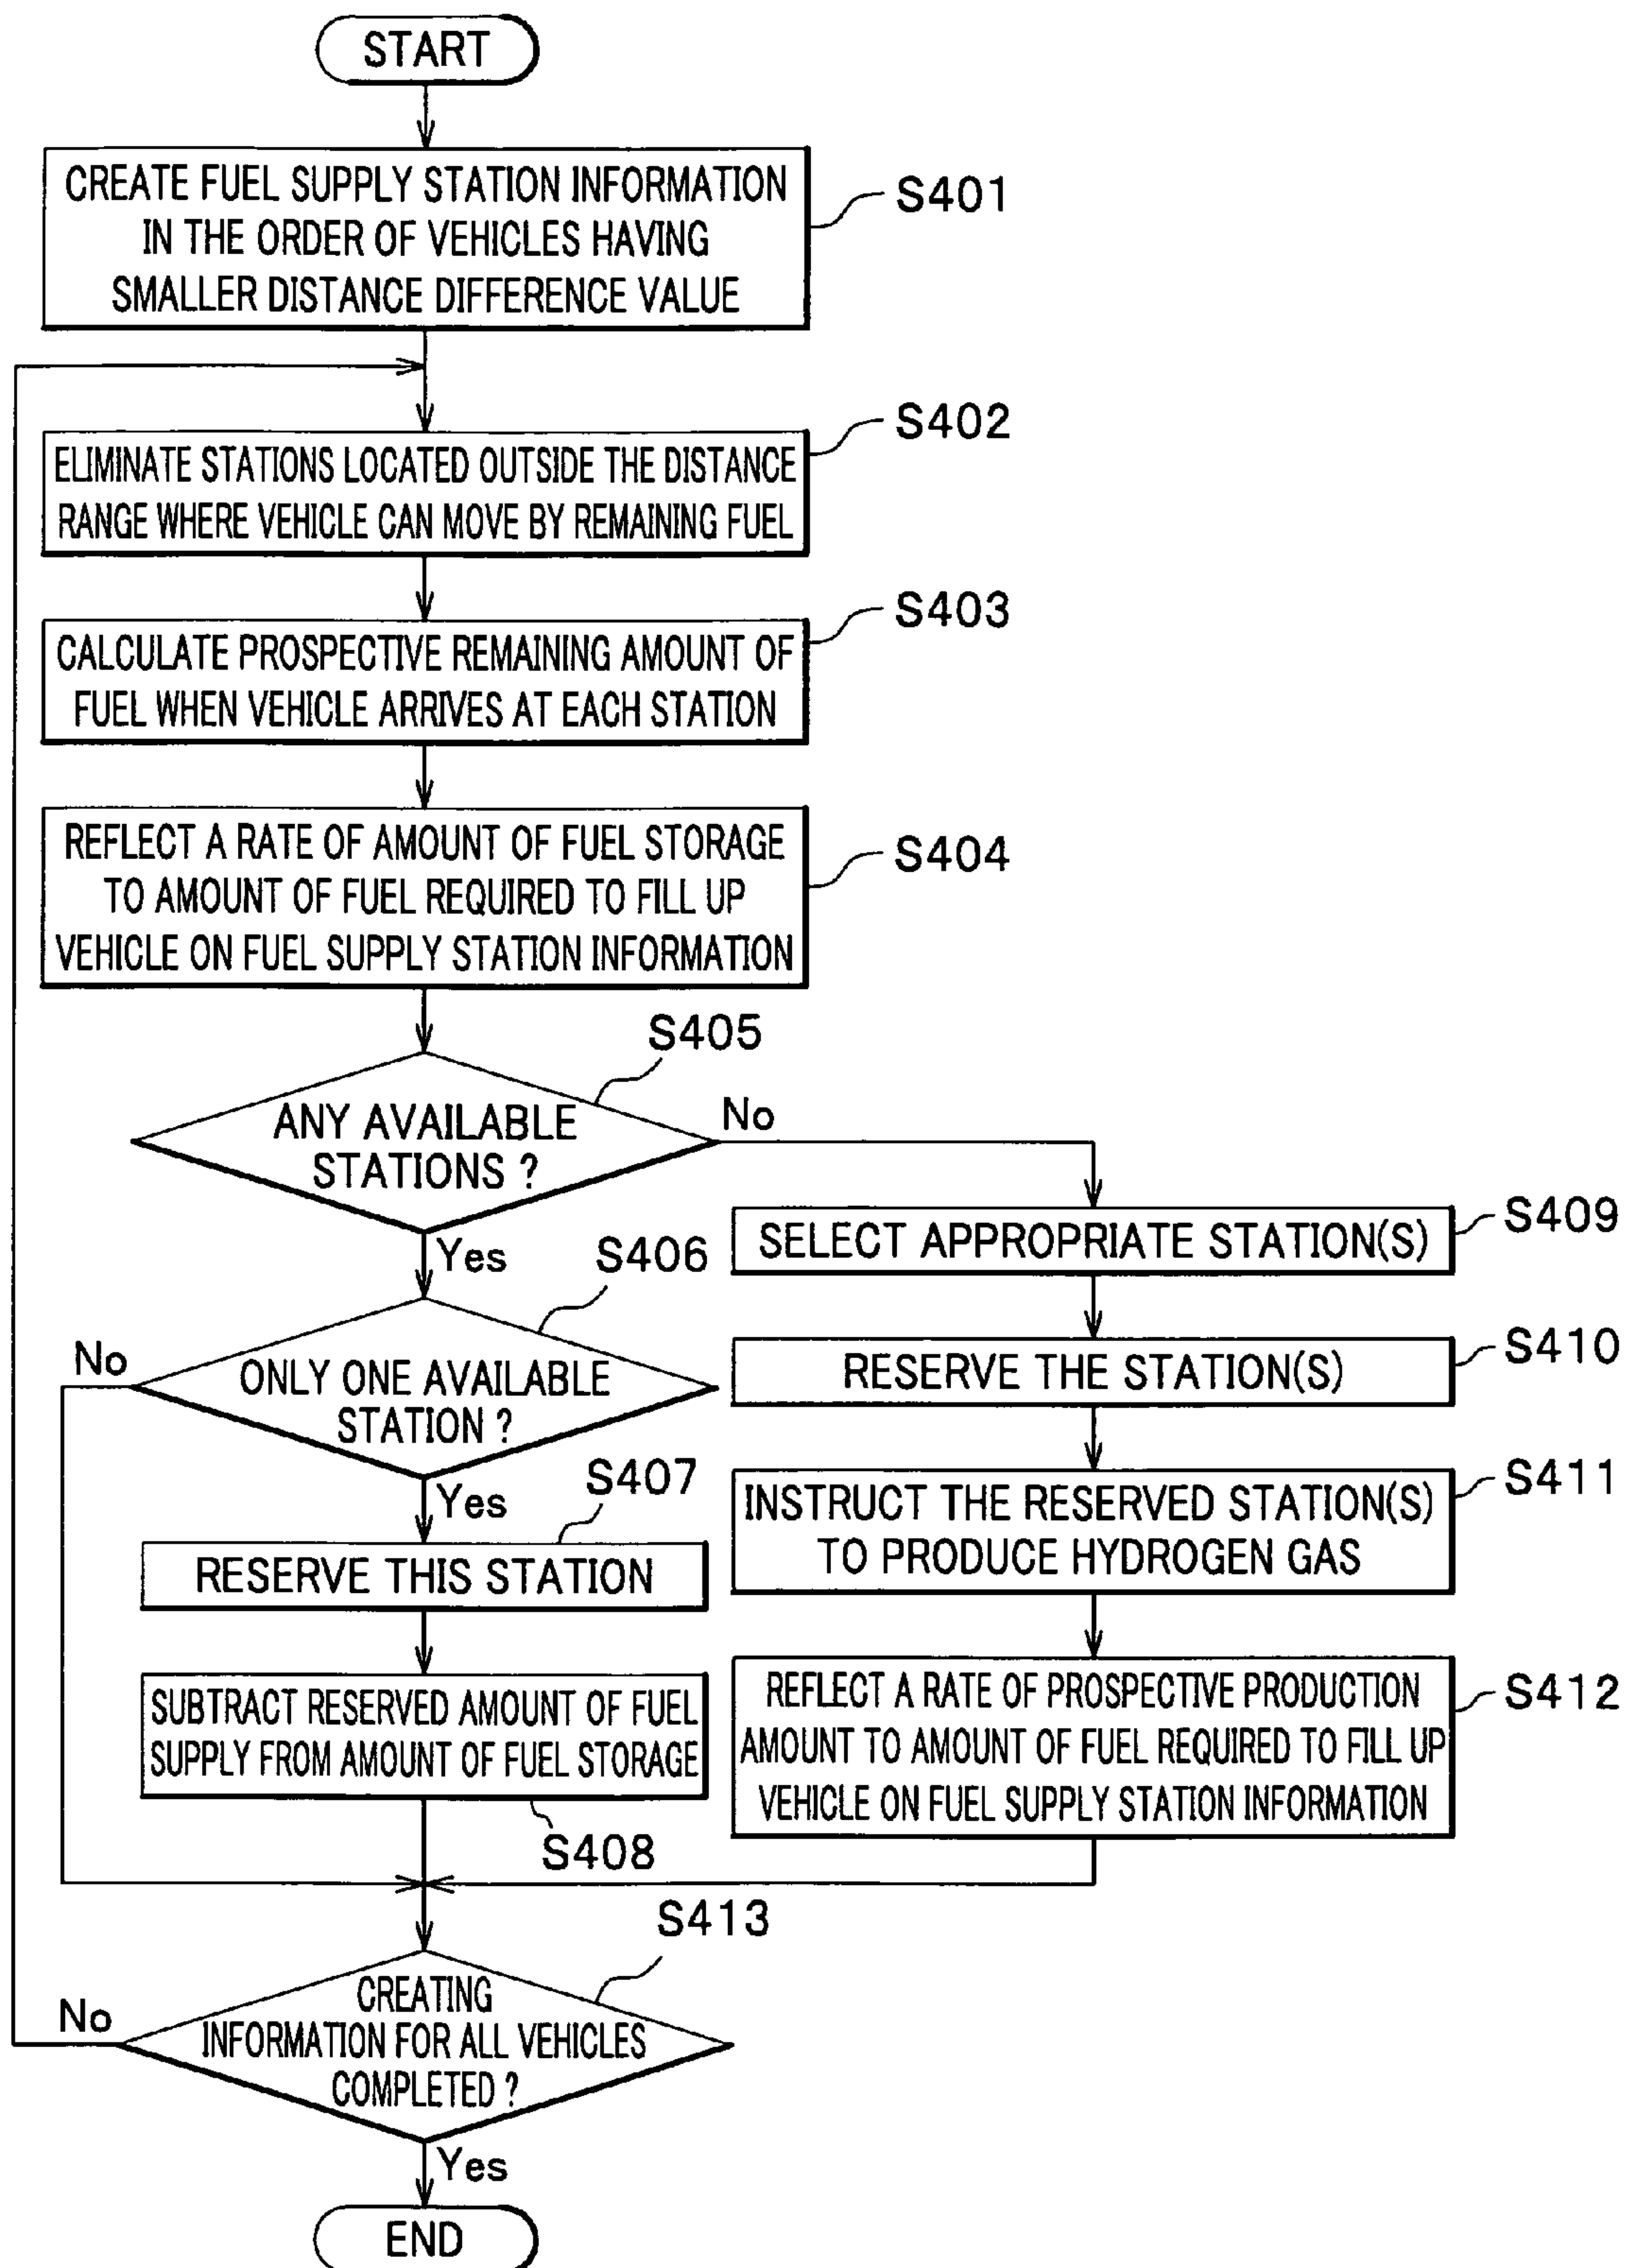 START
CREATE FUEL SUPPLY STATION INFORMATION
IN THE ORDER OF VEHICLES HAVING
SMALLER DISTANCE DIFFERENCE VALUE
S401
S402
ELIMINATE STATIONS LOCATED OUTSIDE THE DISTANCE
RANGE WHERE VEHICLE CAN MOVE BY REMAINING FUEL
S403
CALCULATE PROSPECTIVE REMAINING AMOUNT OF
FUEL WHEN VEHICLE ARRIVES AT EACH STATION
REFLECT A RATE OF AMOUNT OF FUEL STORAGE
TO AMOUNT OF FUEL REQUIRED TO FILL UP
VEHICLE ON FUEL SUPPLY STATION INFORMATION
S404
S405
ANY AVAILABLE
STATIONS ?
No
Yes
S406
ONLY ONE AVAILABLE
STATION ?
No
Yes
S407
RESERVE THIS STATION
SUBTRACT RESERVED AMOUNT OF FUEL
SUPPLY FROM AMOUNT OF FUEL STORAGE
S408
SELECT APPROPRIATE STATION(S)
S409
RESERVE THE STATION(S)
S410
INSTRUCT THE RESERVED STATION(S)
TO PRODUCE HYDROGEN GAS
S411
REFLECT A RATE OF PROSPECTIVE PRODUCTION
AMOUNT TO AMOUNT OF FUEL REQUIRED TO FILL UP
VEHICLE ON FUEL SUPPLY STATION INFORMATION
S412
S413
CREATING
INFORMATION FOR ALL VEHICLES
COMPLETED ?
No
Yes
END